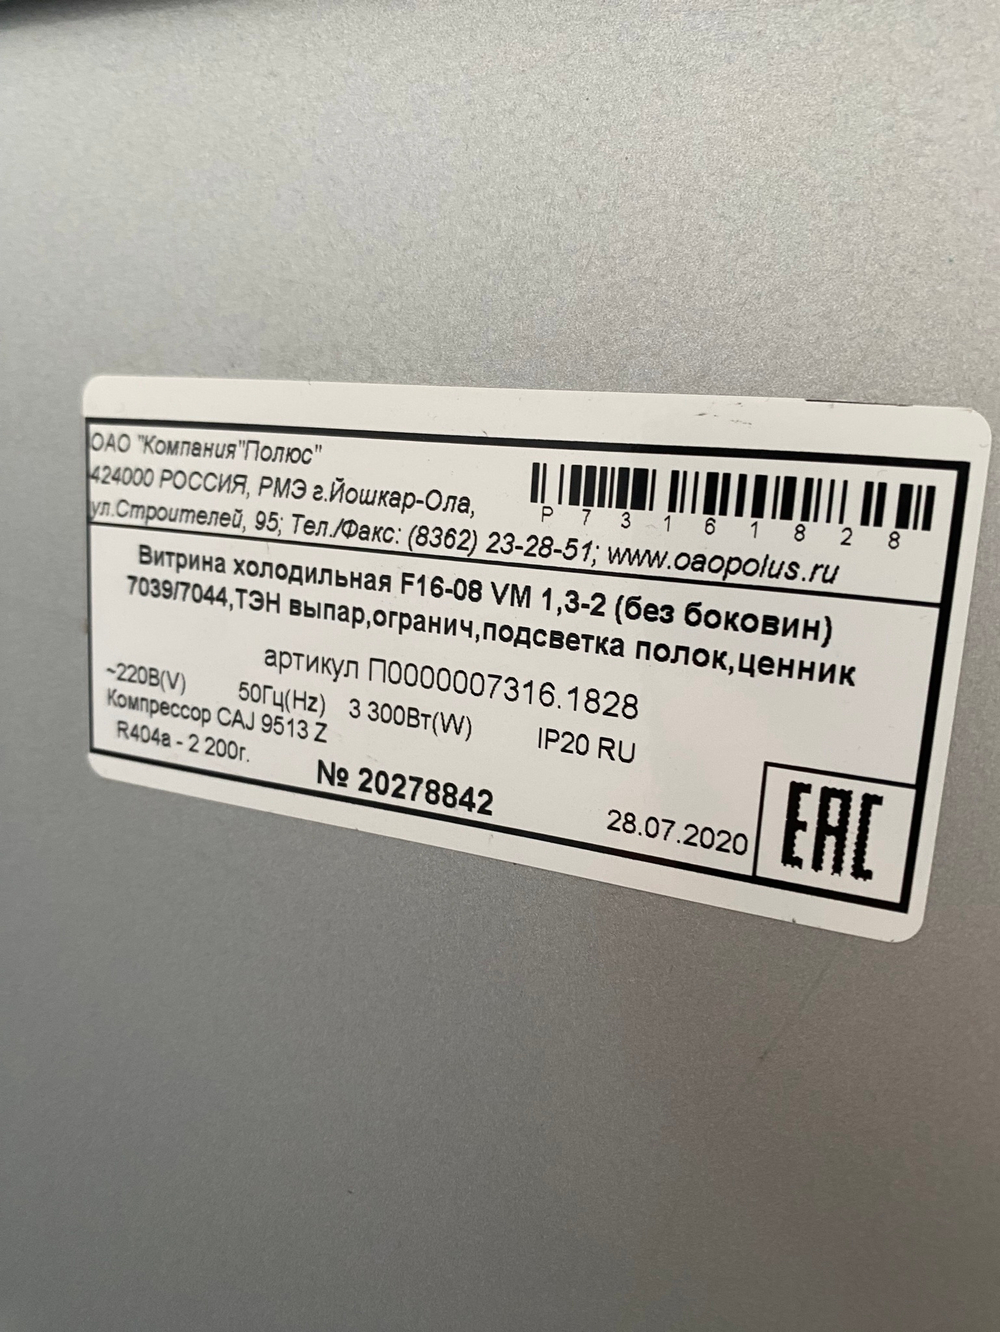 ОАО "Компания"Полюс"
424000 РОССИЯ, РМЭ г.Йошкар-Ола,
ул.Строителей, 95; Тел./Факс: (8362) 23-28-51; www.oaopolus.ru
P73161828
Витрина холодильная F16-08 VM 1,3-2 (без боковин)
7039/7044,ТЭН выпар,огранич,подсветка полок,ценник
артикул П0000007316.1828
~220В(V) 50Гц(Hz) 3 300Вт(W) IP20 RU
Компрессор CAJ 9513 Z
R404a - 2 200г.
№ 20278842
28.07.2020
EAC